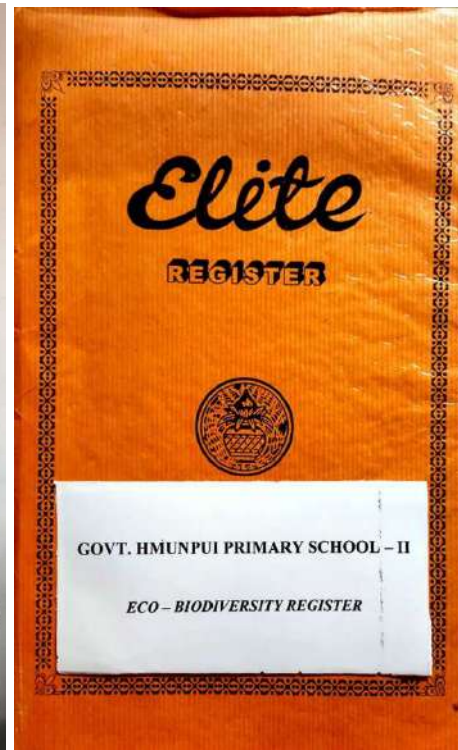 Elite
REGISTER
GOVT. HMUNPUI PRIMARY SCHOOL – II
ECO – BIODIVERSITY REGISTER